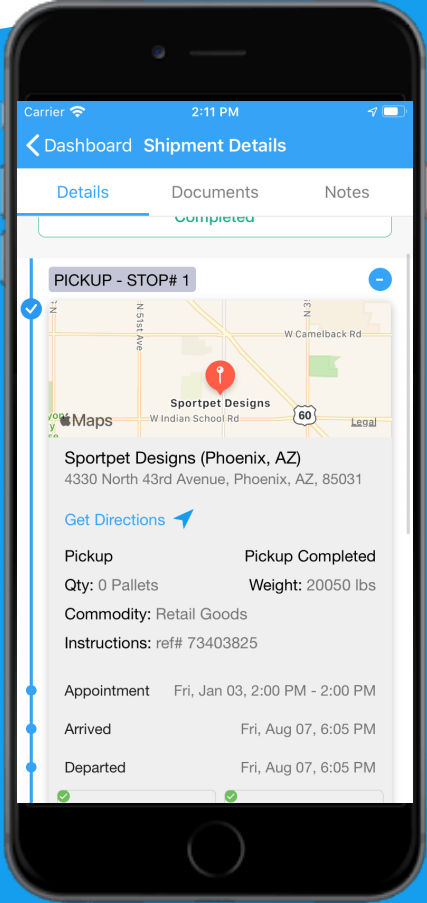 Carrier 2:11 PM
Dashboard Shipment Details
Details Documents Notes
Completed
PICKUP - STOP# 1
N 51st Ave
W Camelback Rd
Sportpet Designs
Maps
W Indian School Rd
60
Legal
Sportpet Designs (Phoenix, AZ)
4330 North 43rd Avenue, Phoenix, AZ, 85031
Get Directions
Pickup Pickup Completed
Qty: 0 Pallets Weight: 20050 lbs
Commodity: Retail Goods
Instructions: ref# 73403825
Appointment Fri, Jan 03, 2:00 PM - 2:00 PM
Arrived Fri, Aug 07, 6:05 PM
Departed Fri, Aug 07, 6:05 PM